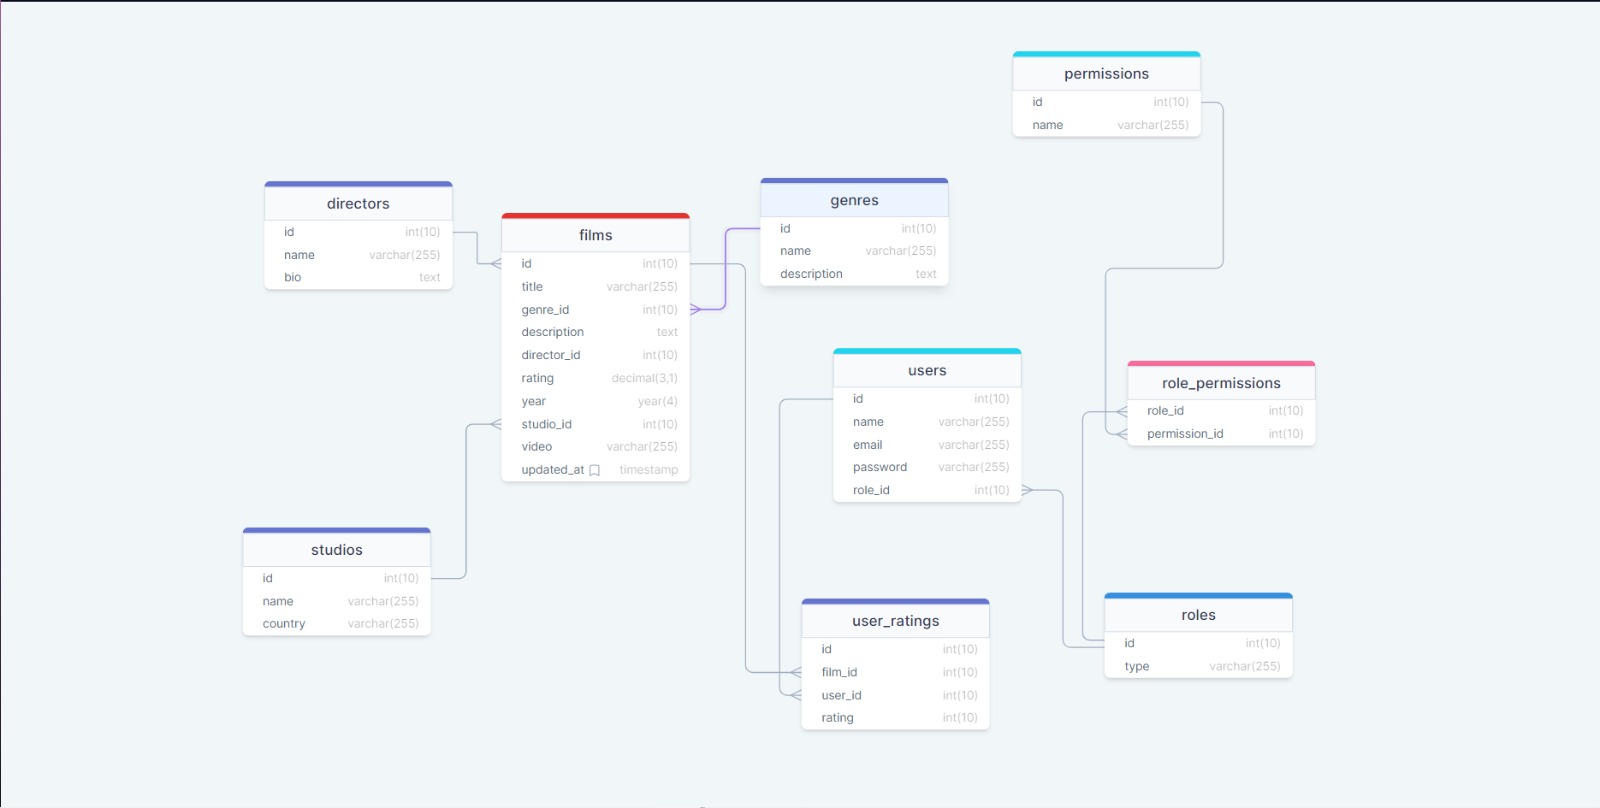 permissions
id int(10)
name varchar(255)
directors
id int(10)
name varchar(255)
bio text
films
id int(10)
title varchar(255)
genre_id int(10)
description text
director_id int(10)
rating decimal(3,1)
year year(4)
studio_id int(10)
video varchar(255)
updated_at timestamp
genres
id int(10)
name varchar(255)
description text
users
id int(10)
name varchar(255)
email varchar(255)
password varchar(255)
role_id int(10)
role_permissions
role_id int(10)
permission_id int(10)
studios
id int(10)
name varchar(255)
country varchar(255)
user_ratings
id int(10)
film_id int(10)
user_id int(10)
rating int(10)
roles
id int(10)
type varchar(255)